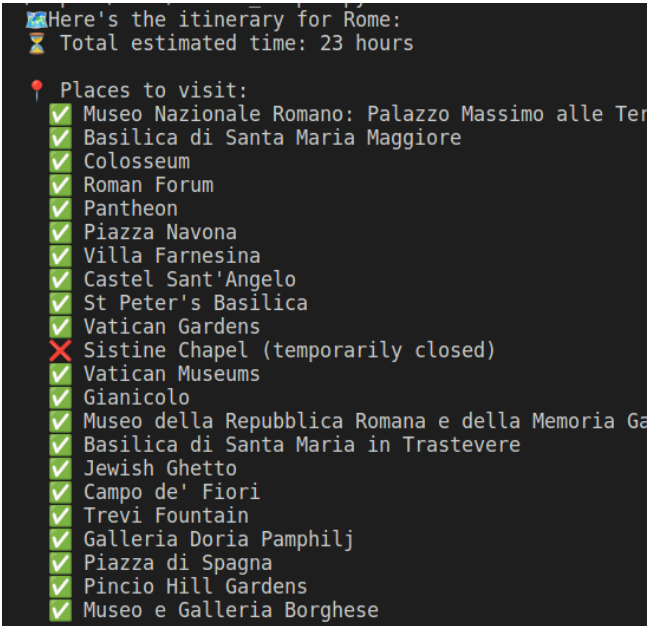 🗺️Here's the itinerary for Rome:
⏳ Total estimated time: 23 hours
📍 Places to visit:
✅ Museo Nazionale Romano: Palazzo Massimo alle Ter
✅ Basilica di Santa Maria Maggiore
✅ Colosseum
✅ Roman Forum
✅ Pantheon
✅ Piazza Navona
✅ Villa Farnesina
✅ Castel Sant'Angelo
✅ St Peter's Basilica
✅ Vatican Gardens
❌ Sistine Chapel (temporarily closed)
✅ Vatican Museums
✅ Gianicolo
✅ Museo della Repubblica Romana e della Memoria Ga
✅ Basilica di Santa Maria in Trastevere
✅ Jewish Ghetto
✅ Campo de' Fiori
✅ Trevi Fountain
✅ Galleria Doria Pamphilj
✅ Piazza di Spagna
✅ Pincio Hill Gardens
✅ Museo e Galleria Borghese